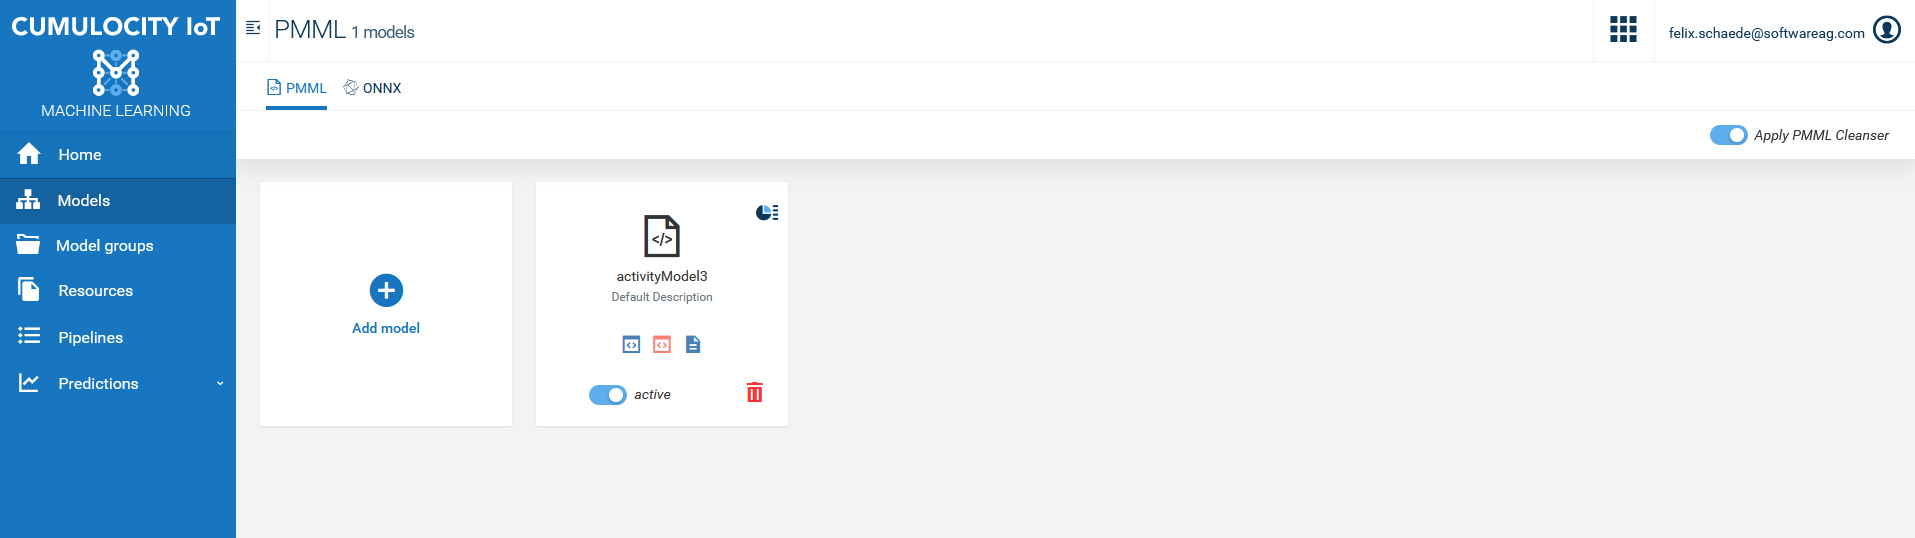 CUMULOCITY IoT
MACHINE LEARNING
Home
Models
Model groups
Resources
Pipelines
Predictions
PMML 1 models
felix.schaede@softwareag.com
PMML ONNX
Apply PMML Cleanser
Add model
</>
activityModel3
Default Description
active